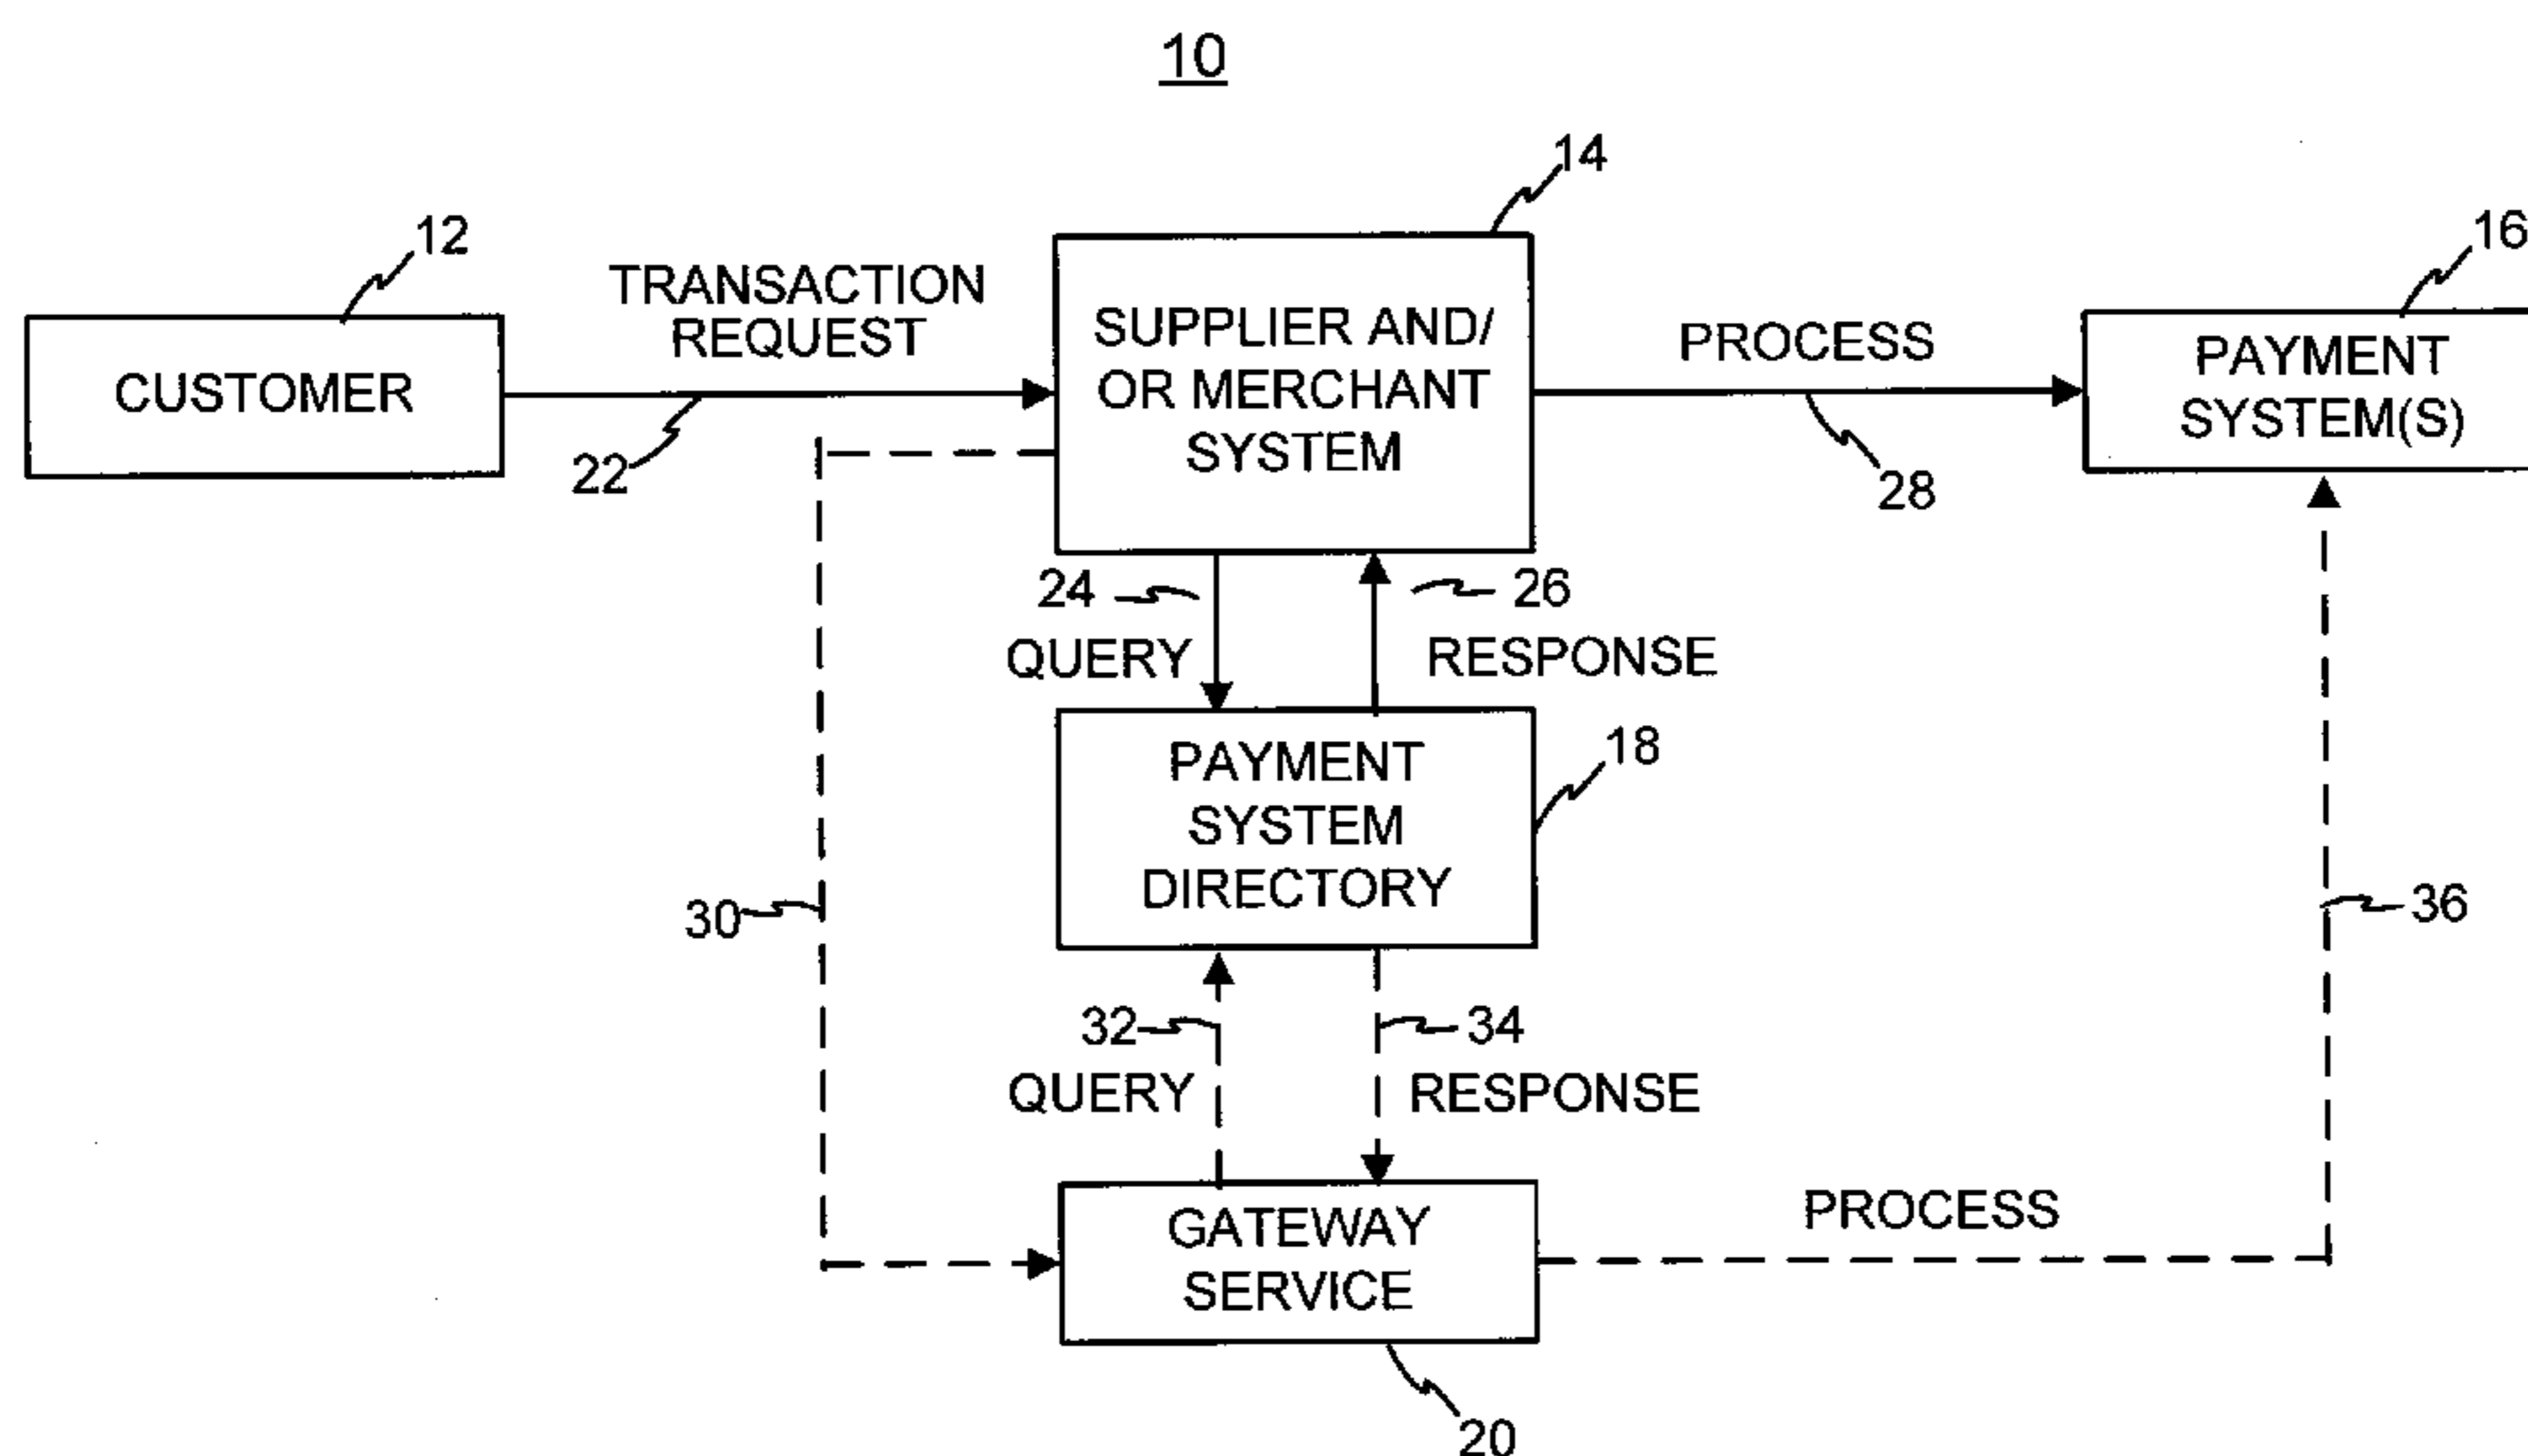 10
14
12
16
TRANSACTION
REQUEST
CUSTOMER
22
SUPPLIER AND/
OR MERCHANT
SYSTEM
PROCESS
28
PAYMENT
SYSTEM(S)
24
26
QUERY
RESPONSE
18
PAYMENT
SYSTEM
DIRECTORY
30
36
32
34
QUERY
RESPONSE
GATEWAY
SERVICE
PROCESS
20